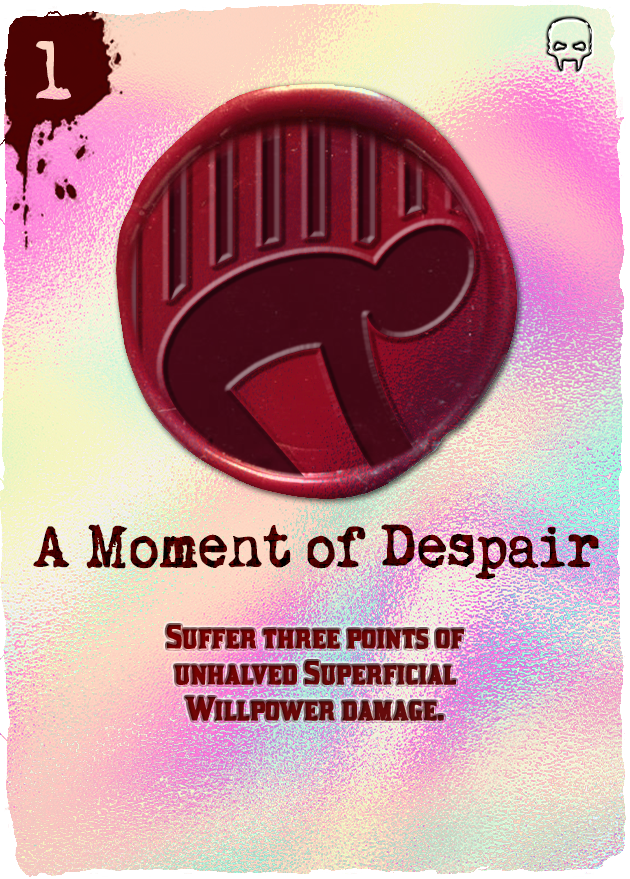 1
A Moment of Despair
Suffer three points of
unhalved Superficial
Willpower damage.